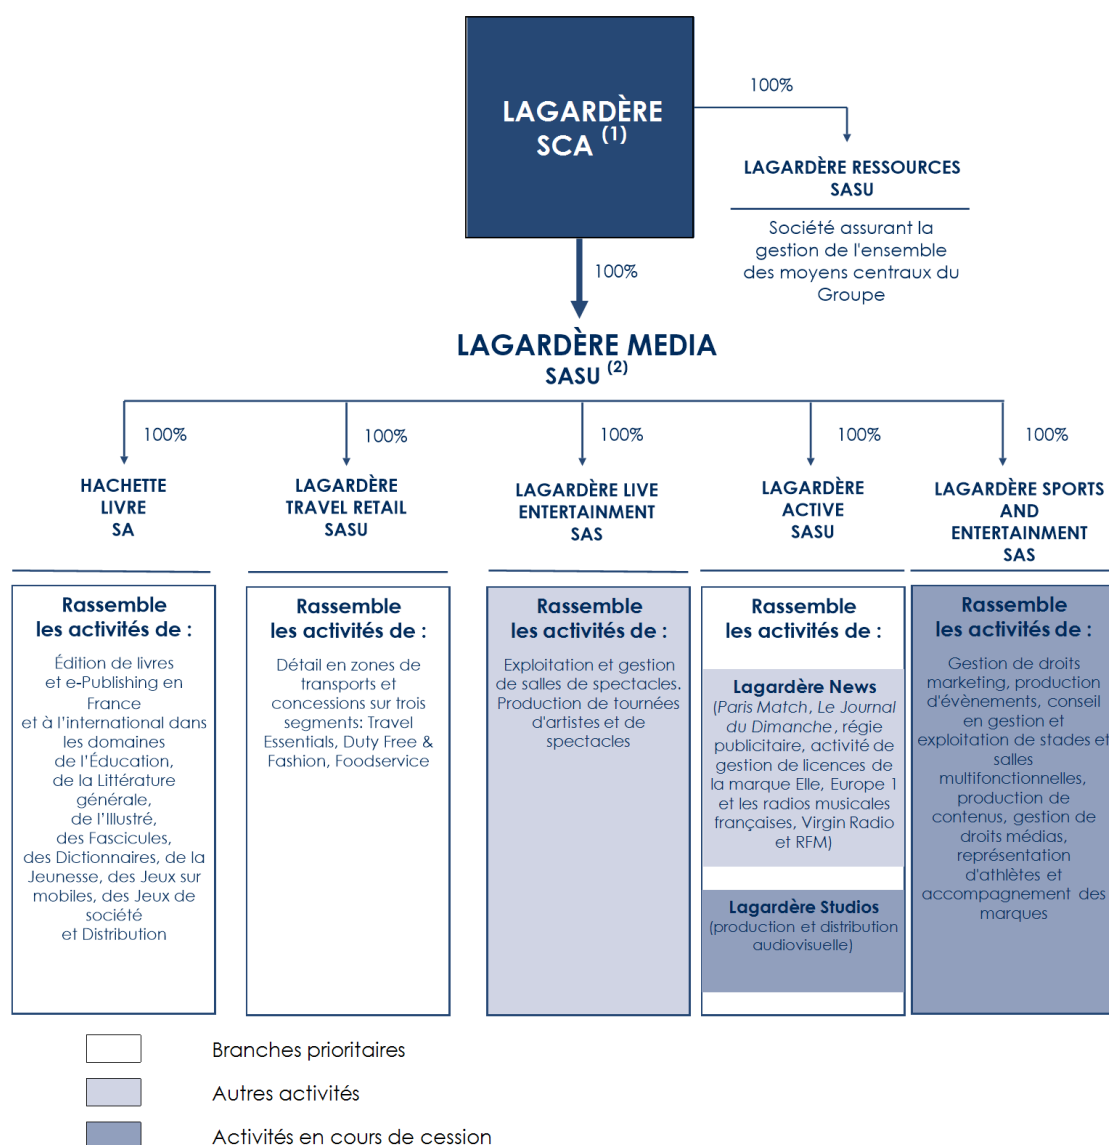 LAGARDÈRE
SCA (1)
100%
LAGARDÈRE RESSOURCES
SASU
Société assurant la
gestion de l'ensemble
des moyens centraux du
Groupe
100%
LAGARDÈRE MEDIA
SASU (2)
100%
100%
100%
100%
100%
HACHETTE
LIVRE
SA
LAGARDÈRE
TRAVEL RETAIL
SASU
LAGARDÈRE LIVE
ENTERTAINMENT
SAS
LAGARDÈRE
ACTIVE
SASU
LAGARDÈRE SPORTS
AND
ENTERTAINMENT
SAS
Rassemble
les activités de :
Édition de livres
et e-Publishing en
France
et à l'international dans
les domaines
de l'Éducation,
de la Littérature
générale,
de l'Illustré,
des Fascicules,
des Dictionnaires, de la
Jeunesse, des Jeux sur
mobiles, des Jeux de
société
et Distribution
Rassemble
les activités de :
Détail en zones de
transports et
concessions sur trois
segments: Travel
Essentials, Duty Free &
Fashion, Foodservice
Rassemble
les activités de :
Exploitation et gestion
de salles de spectacles.
Production de tournées
d'artistes et de
spectacles
Rassemble
les activités de :
Lagardère News
(Paris Match, Le Journal
du Dimanche, régie
publicitaire, activité de
gestion de licences de
la marque Elle, Europe 1
et les radios musicales
françaises, Virgin Radio
et RFM)
Lagardère Studios
(production et distribution
audiovisuelle)
Rassemble
les activités de :
Gestion de droits
marketing, production
d'évènements, conseil
en gestion et
exploitation de stades et
salles
multifonctionnelles,
production de
contenus, gestion de
droits médias,
représentation
d'athlètes et
accompagnement des
marques
Branches prioritaires
Autres activités
Activités en cours de cession